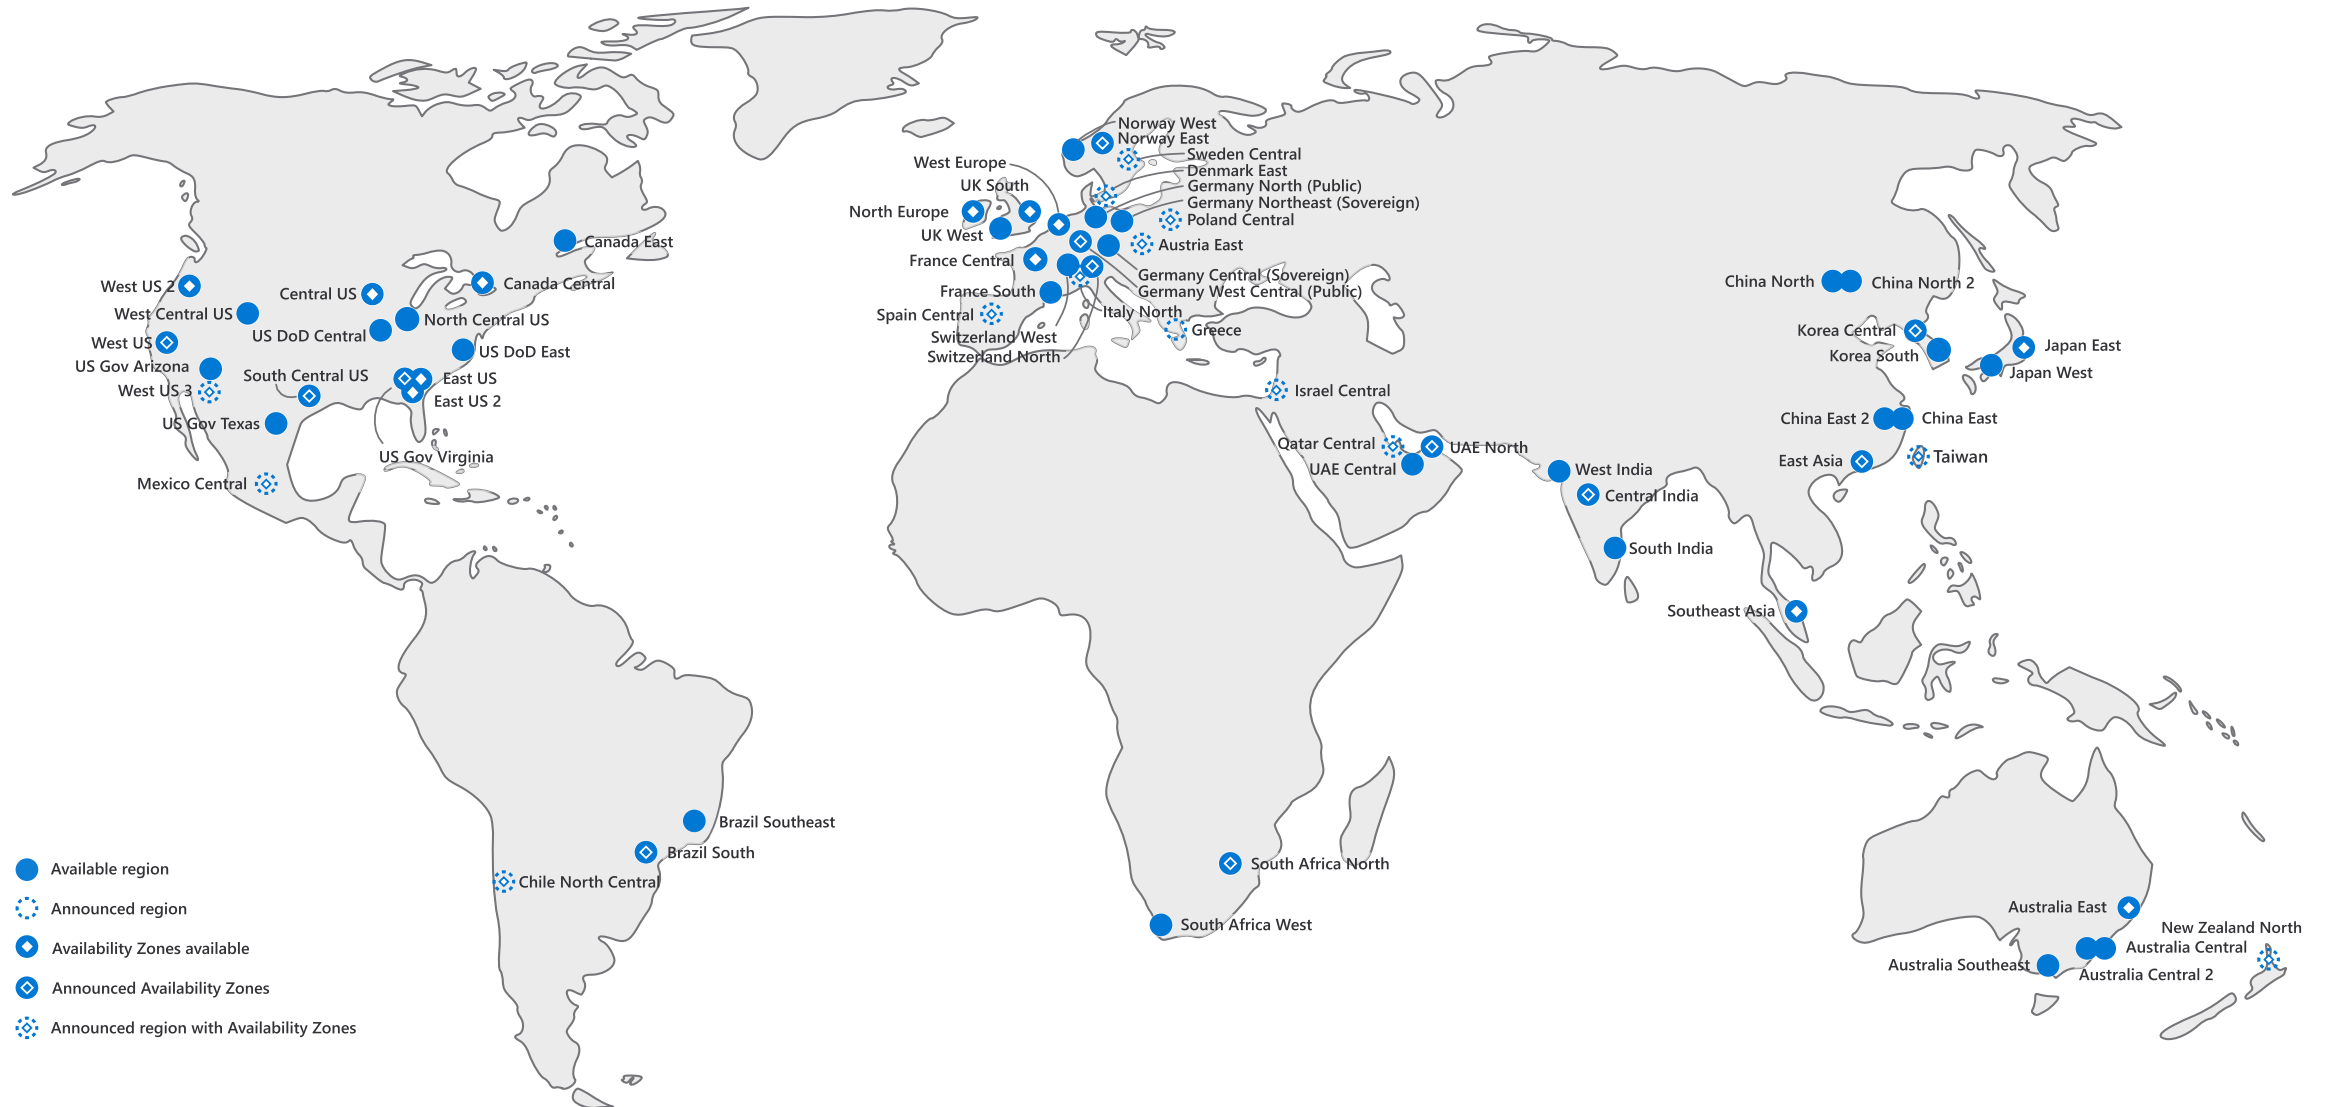 Norway West
Norway East
Sweden Central
West Europe
Denmark East
UK South
Germany North (Public)
Germany Northeast (Sovereign)
North Europe
Poland Central
UK West
Austria East
Canada East
France Central
Germany Central (Sovereign)
Germany West Central (Public)
France South
Italy North
Spain Central
Greece
Switzerland West
Switzerland North
West US 2
Central US
Canada Central
West Central US
North Central US
US DoD Central
West US
US DoD East
US Gov Arizona
South Central US
East US
West US 3
East US 2
US Gov Texas
US Gov Virginia
Mexico Central
China North
China North 2
Korea Central
Japan East
Korea South
Japan West
Israel Central
China East 2
China East
Qatar Central
UAE North
UAE Central
Taiwan
East Asia
West India
Central India
South India
Southeast Asia
Brazil Southeast
Brazil South
Chile North Central
South Africa North
South Africa West
Australia East
New Zealand North
Australia Central
Australia Southeast
Australia Central 2
Available region
Announced region
Availability Zones available
Announced Availability Zones
Announced region with Availability Zones